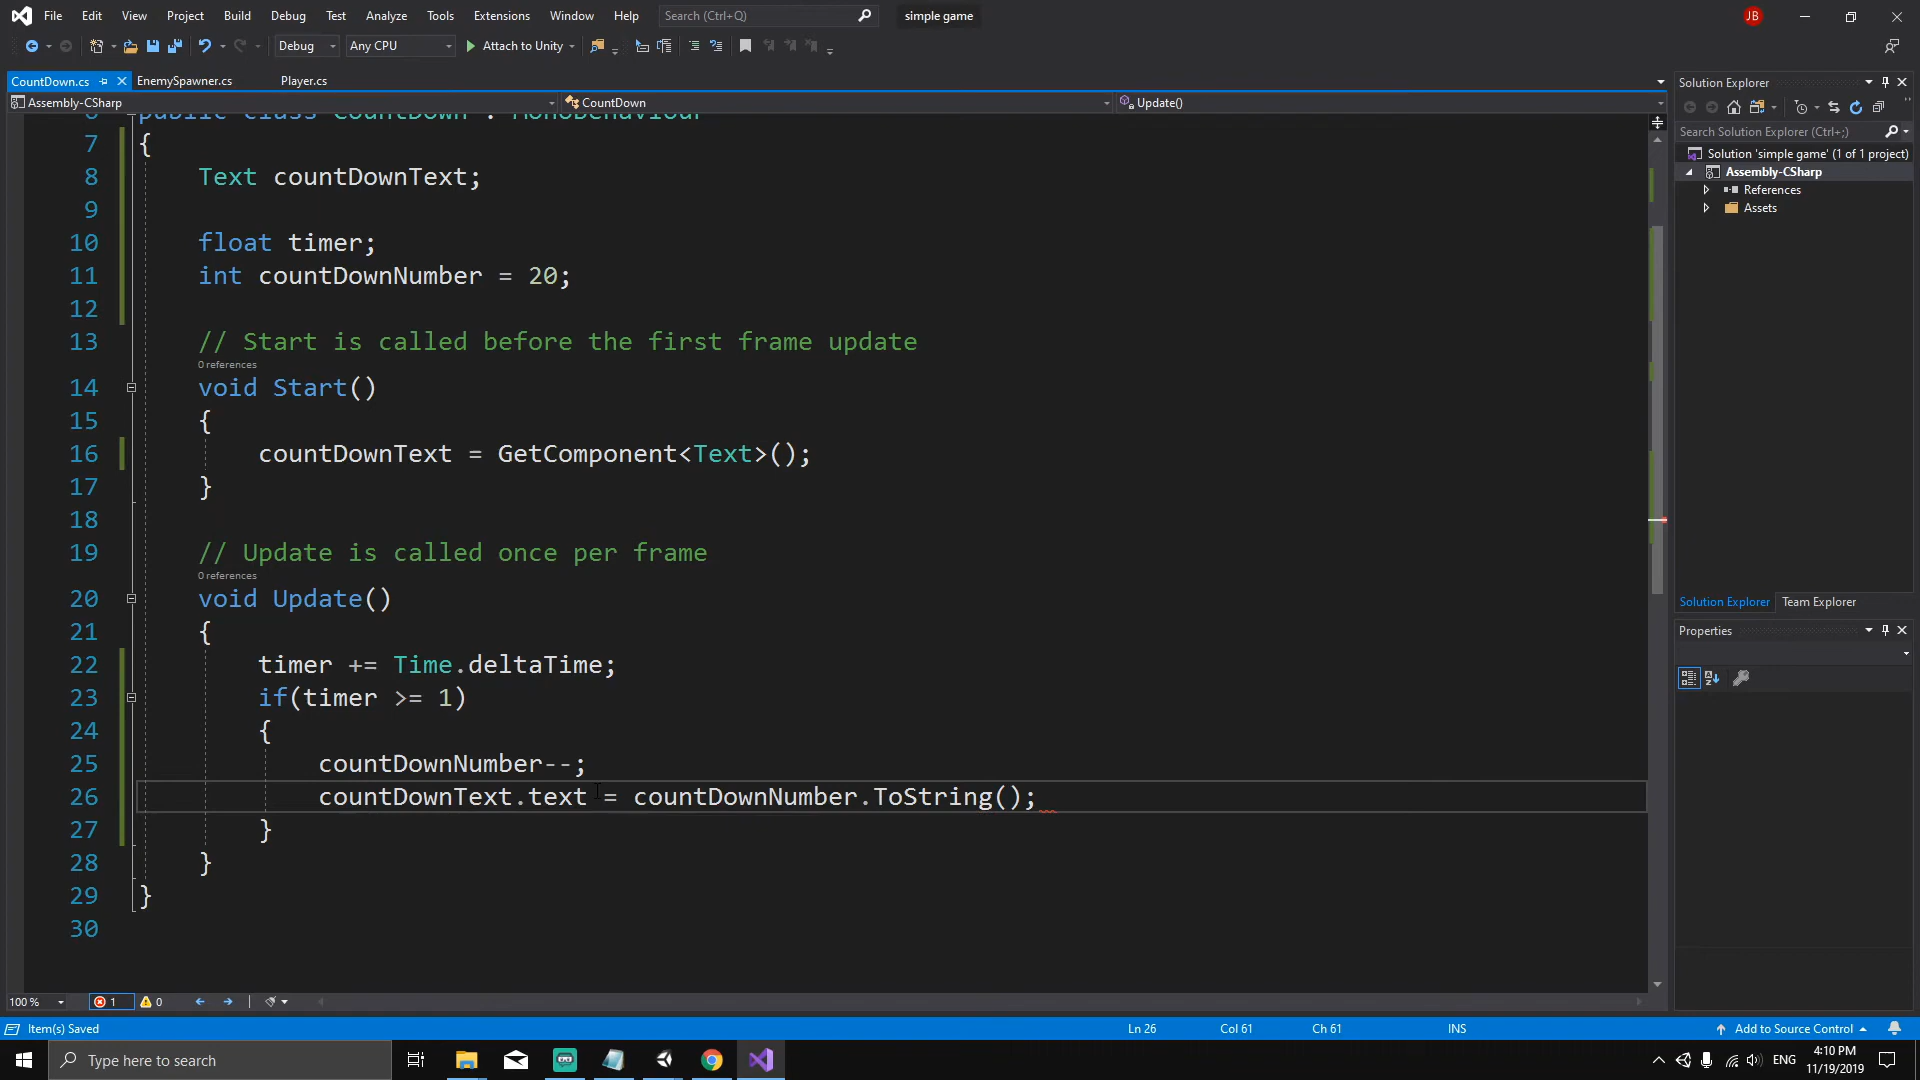 File Edit View Project Build Debug Test Analyze Tools Extensions Window Help Search (Ctrl+Q) simple game JB
Debug Any CPU Attach to Unity
CountDown.cs EnemySpawner.cs Player.cs
Assembly-CSharp CountDown Update()
public class CountDown : MonoBehaviour
7 {
8 Text countDownText;
9
10 float timer;
11 int countDownNumber = 20;
12
13 // Start is called before the first frame update
0 references
14 void Start()
15 {
16 countDownText = GetComponent<Text>();
17 }
18
19 // Update is called once per frame
0 references
20 void Update()
21 {
22 timer += Time.deltaTime;
23 if(timer >= 1)
24 {
25 countDownNumber--;
26 countDownText.text = countDownNumber.ToString();
27 }
28 }
29 }
30
100 % 1 0
Solution Explorer
Search Solution Explorer (Ctrl+;)
Solution 'simple game' (1 of 1 project)
Assembly-CSharp
References
Assets
Solution Explorer Team Explorer
Properties
Item(s) Saved Ln 26 Col 61 Ch 61 INS Add to Source Control
Type here to search ENG 4:10 PM
11/19/2019